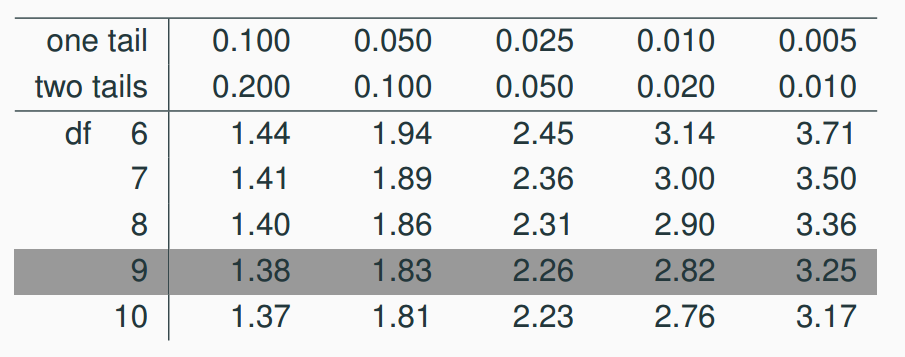 one tail 0.100 0.050 0.025 0.010 0.005
two tails 0.200 0.100 0.050 0.020 0.010
df 6 1.44 1.94 2.45 3.14 3.71
7 1.41 1.89 2.36 3.00 3.50
8 1.40 1.86 2.31 2.90 3.36
9 1.38 1.83 2.26 2.82 3.25
10 1.37 1.81 2.23 2.76 3.17